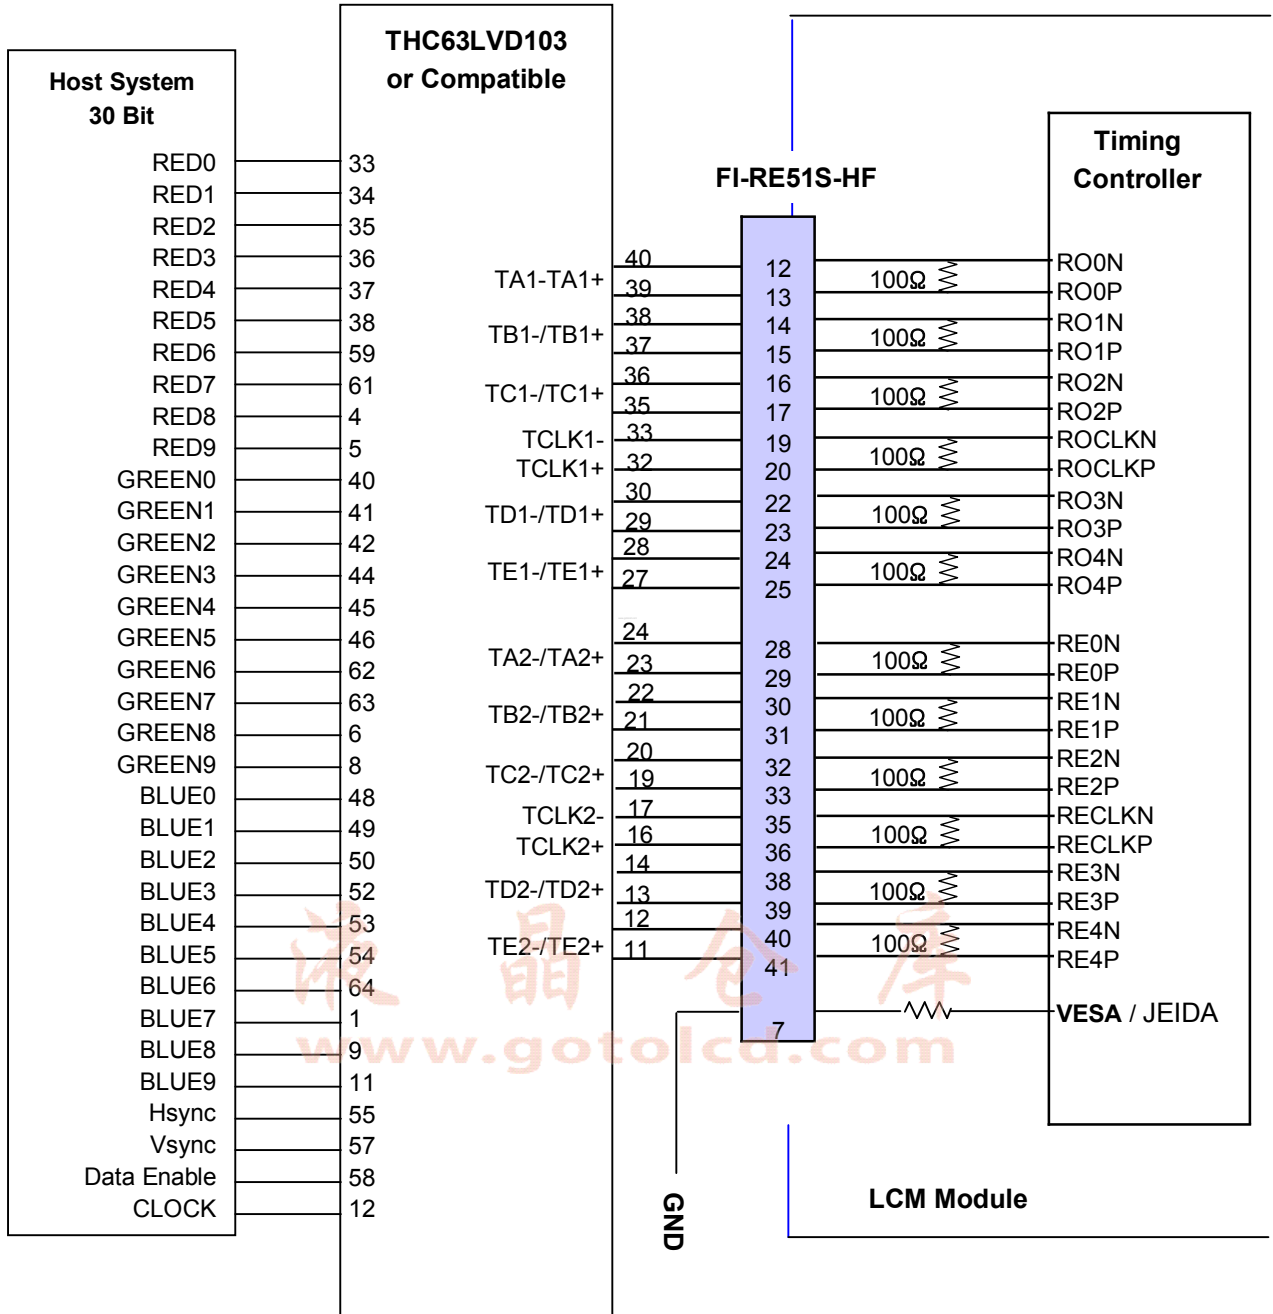 THC63LVD103
or Compatible
Host System
30 Bit
RED0 33
RED1 34
RED2 35
RED3 36
RED4 37
RED5 38
RED6 59
RED7 61
RED8 4
RED9 5
GREEN0 40
GREEN1 41
GREEN2 42
GREEN3 44
GREEN4 45
GREEN5 46
GREEN6 62
GREEN7 63
GREEN8 6
GREEN9 8
BLUE0 48
BLUE1 49
BLUE2 50
BLUE3 52
BLUE4 53
BLUE5 54
BLUE6 64
BLUE7 1
BLUE8 9
BLUE9 11
Hsync 55
Vsync 57
Data Enable 58
CLOCK 12
TA1-TA1+
40
39
TB1-/TB1+
38
37
TC1-/TC1+
36
35
TCLK1- 33
TCLK1+ 32
TD1-/TD1+
30
29
TE1-/TE1+
28
27
TA2-/TA2+
24
23
TB2-/TB2+
22
21
TC2-/TC2+
20
19
TCLK2- 17
TCLK2+ 16
TD2-/TD2+
14
13
TE2-/TE2+
12
11
FI-RE51S-HF
12
13
14
15
16
17
19
20
22
23
24
25
28
29
30
31
32
33
35
36
38
39
40
41
7
GND
Timing
Controller
100Ω
RO0N
RO0P
100Ω
RO1N
RO1P
100Ω
RO2N
RO2P
100Ω
ROCLKN
ROCLKP
100Ω
RO3N
RO3P
100Ω
RO4N
RO4P
100Ω
RE0N
RE0P
100Ω
RE1N
RE1P
100Ω
RE2N
RE2P
100Ω
RECLKN
RECLKP
100Ω
RE3N
RE3P
100Ω
RE4N
RE4P
VESA / JEIDA
LCM Module
液晶仓库
www.gotolcd.com